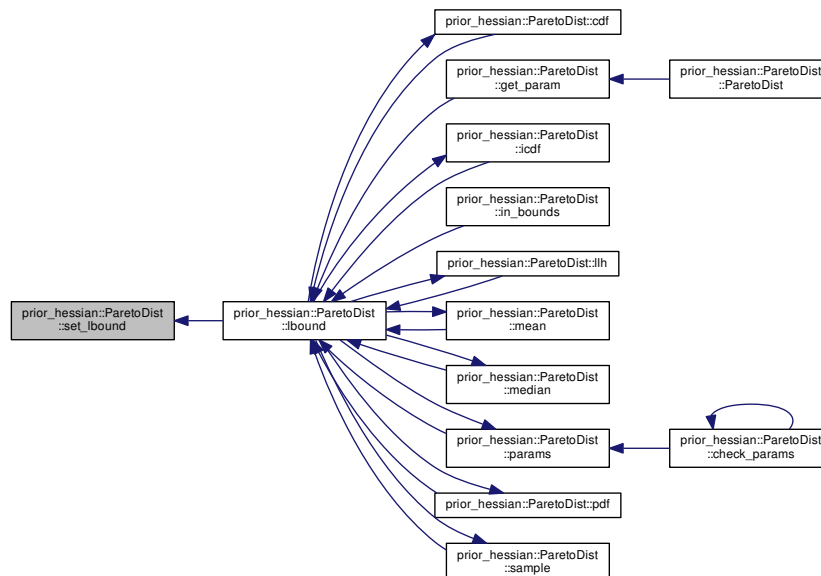 prior_hessian::ParetoDist::cdf
prior_hessian::ParetoDist
::get_param
prior_hessian::ParetoDist
::ParetoDist
prior_hessian::ParetoDist
::icdf
prior_hessian::ParetoDist
::in_bounds
prior_hessian::ParetoDist::llh
prior_hessian::ParetoDist
::set_lbound
prior_hessian::ParetoDist
::lbound
prior_hessian::ParetoDist
::mean
prior_hessian::ParetoDist
::median
prior_hessian::ParetoDist
::params
prior_hessian::ParetoDist
::check_params
prior_hessian::ParetoDist::pdf
prior_hessian::ParetoDist
::sample